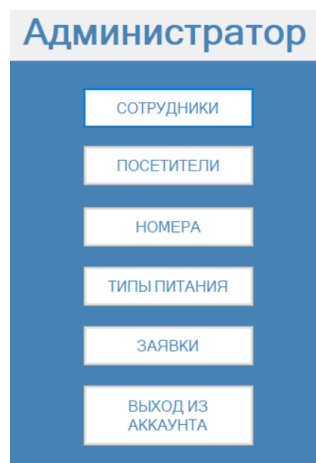 Администратор
СОТРУДНИКИ
ПОСЕТИТЕЛИ
НОМЕРА
ТИПЫ ПИТАНИЯ
ЗАЯВКИ
ВЫХОД ИЗ
АККАУНТА